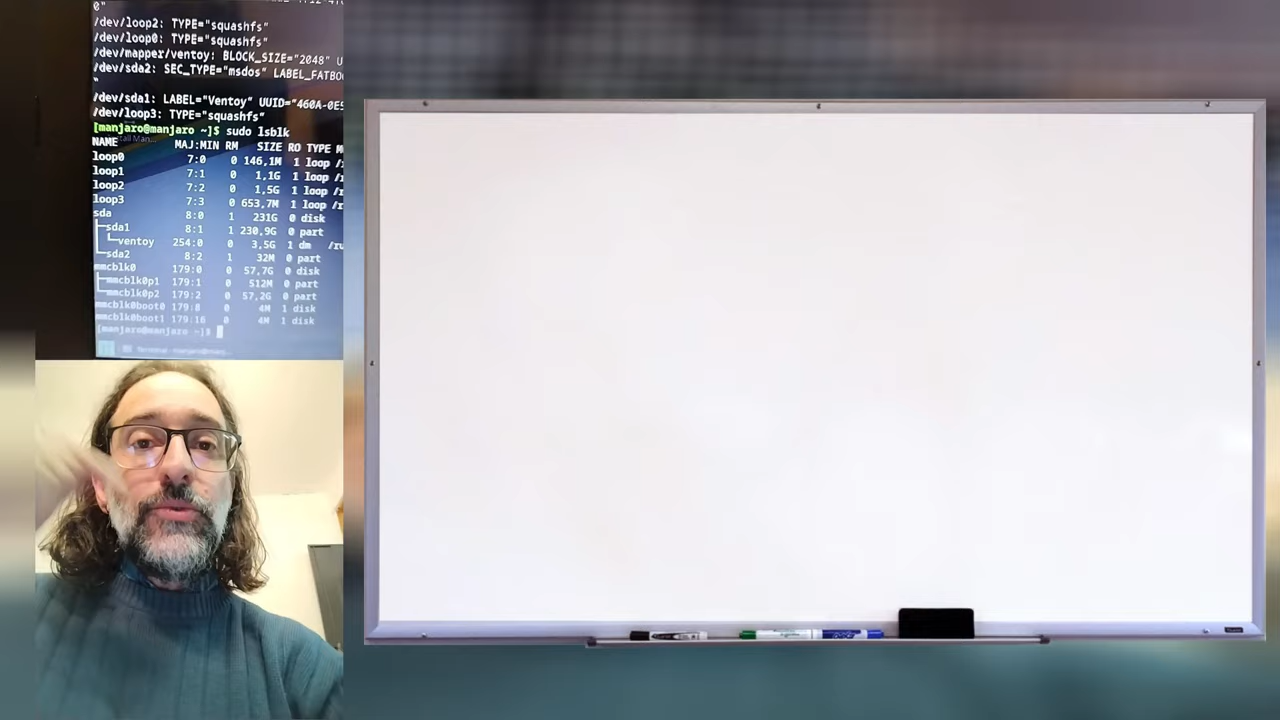 0"
/dev/loop2: TYPE="squashfs"
/dev/loop0: TYPE="squashfs"
/dev/mapper/ventoy: BLOCK_SIZE="2048" U
/dev/sda2: SEC_TYPE="msdos" LABEL_FATBO
"
/dev/sda1: LABEL="Ventoy" UUID="460A-0E5
/dev/loop3: TYPE="squashfs"
[manjaro@manjaro ~]$ sudo lsblk
NAME MAJ:MIN RM SIZE RO TYPE M
loop0 7:0 0 146,1M 1 loop /r
loop1 7:1 0 1,1G 1 loop /r
loop2 7:2 0 1,5G 1 loop /r
loop3 7:3 0 653,7M 1 loop /r
sda 8:0 1 231G 0 disk
├─sda1 8:1 1 230,9G 0 part
│ └─ventoy 254:0 0 3,5G 1 dm /ru
└─sda2 8:2 1 32M 0 part
mmcblk0 179:0 0 57,7G 0 disk
├─mmcblk0p1 179:1 0 512M 0 part
└─mmcblk0p2 179:2 0 57,2G 0 part
mmcblk0boot0 179:8 0 4M 1 disk
mmcblk0boot1 179:16 0 4M 1 disk
[manjaro@manjaro ~]$